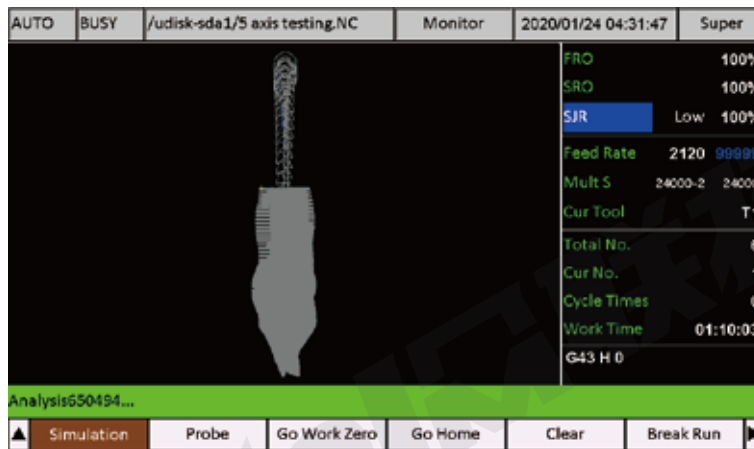 AUTO BUSY /udisk-sda1/5 axis testing.NC Monitor 2020/01/24 04:31:47 Super
FRO 100%
SRO 100%
SJR Low 100%
Feed Rate 2120
Mult S 24000-2
Cur Tool
Total No.
Cur No.
Cycle Times
Work Time 01:10:03
G43 H 0
Analysis650494...
▲ Simulation Probe Go Work Zero Go Home Clear Break Run